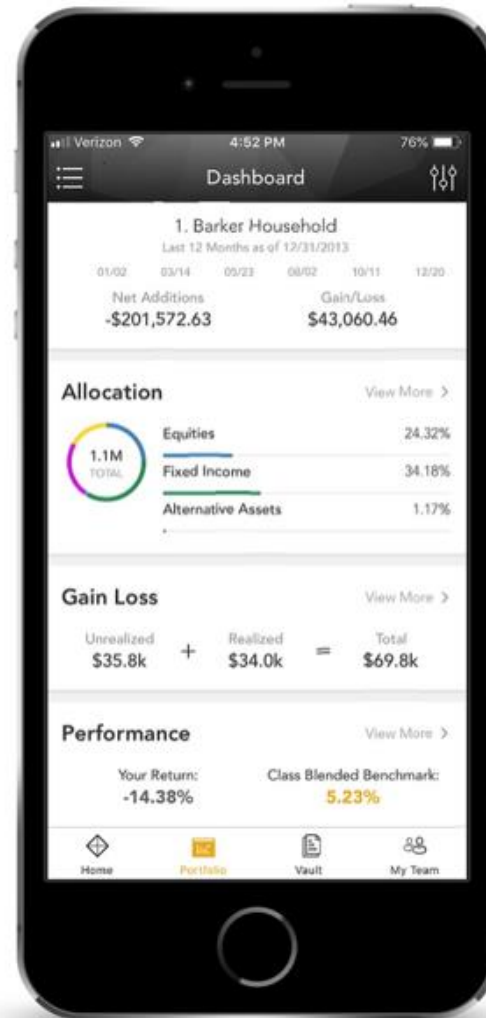 Verizon 4:52 PM 76%
Dashboard
1. Barker Household
Last 12 Months as of 12/31/2013
01/02 03/14 05/23 08/02 10/11 12/20
Net Additions Gain/Loss
-$201,572.63 $43,060.46
Allocation View More >
1.1M
TOTAL
Equities 24.32%
Fixed Income 34.18%
Alternative Assets 1.17%
Gain Loss View More >
Unrealized Realized Total
$35.8k + $34.0k = $69.8k
Performance View More >
Your Return: Class Blended Benchmark:
-14.38% 5.23%
Home Portfolio Vault My Team